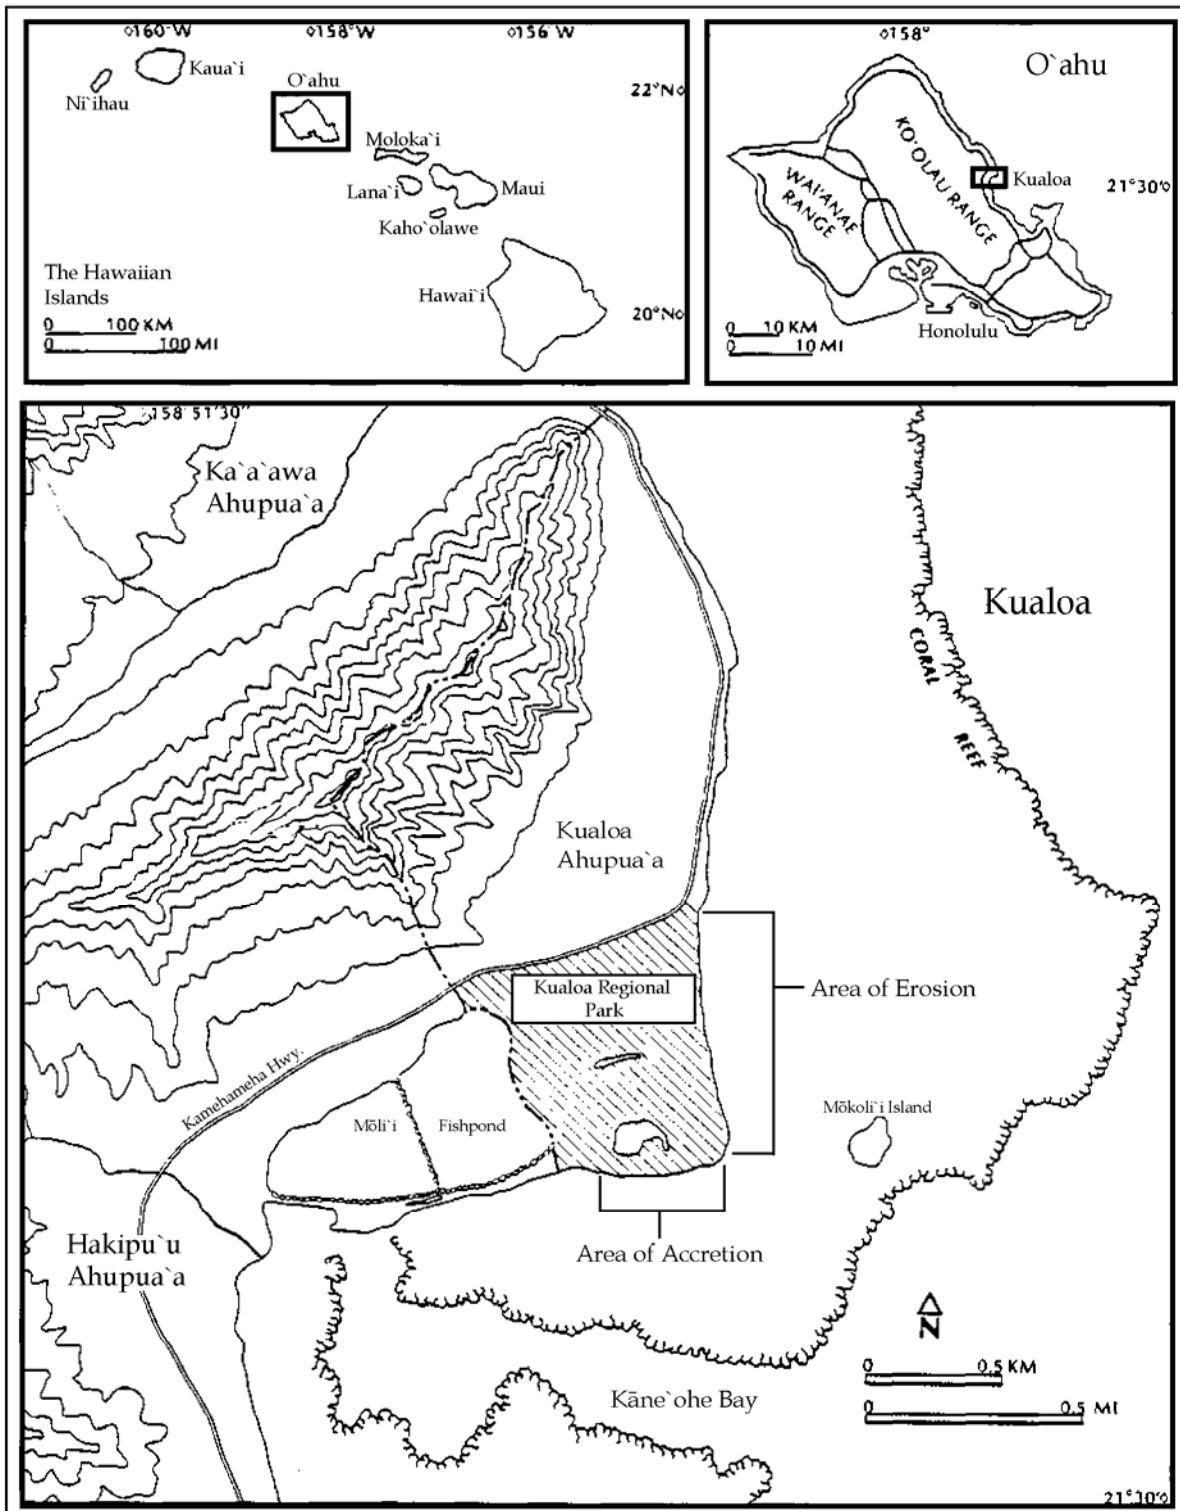 160°W
158°W
156°W
Kaua`i
Ni`ihau
O`ahu
22°N
Moloka`i
Lana`i
Maui
Kaho`olawe
Hawai`i
The Hawaiian
Islands
20°N
0 100 KM
0 100 MI
158°
O`ahu
KO'OLAU RANGE
WAI'ANAE
RANGE
Kualoa
21°30'
Honolulu
0 10 KM
0 10 MI
158 51'30"
Ka`a`awa
Ahupua`a
Kualoa
CORAL
REEF
Kualoa
Ahupua`a
Kualoa Regional
Park
Area of Erosion
Kamehameha Hwy.
Mōli`i
Fishpond
Mōkoli`i Island
Hakipu`u
Ahupua`a
Area of Accretion
N
0 0.5 KM
0 0.5 MI
Kāne`ohe Bay
21°30'